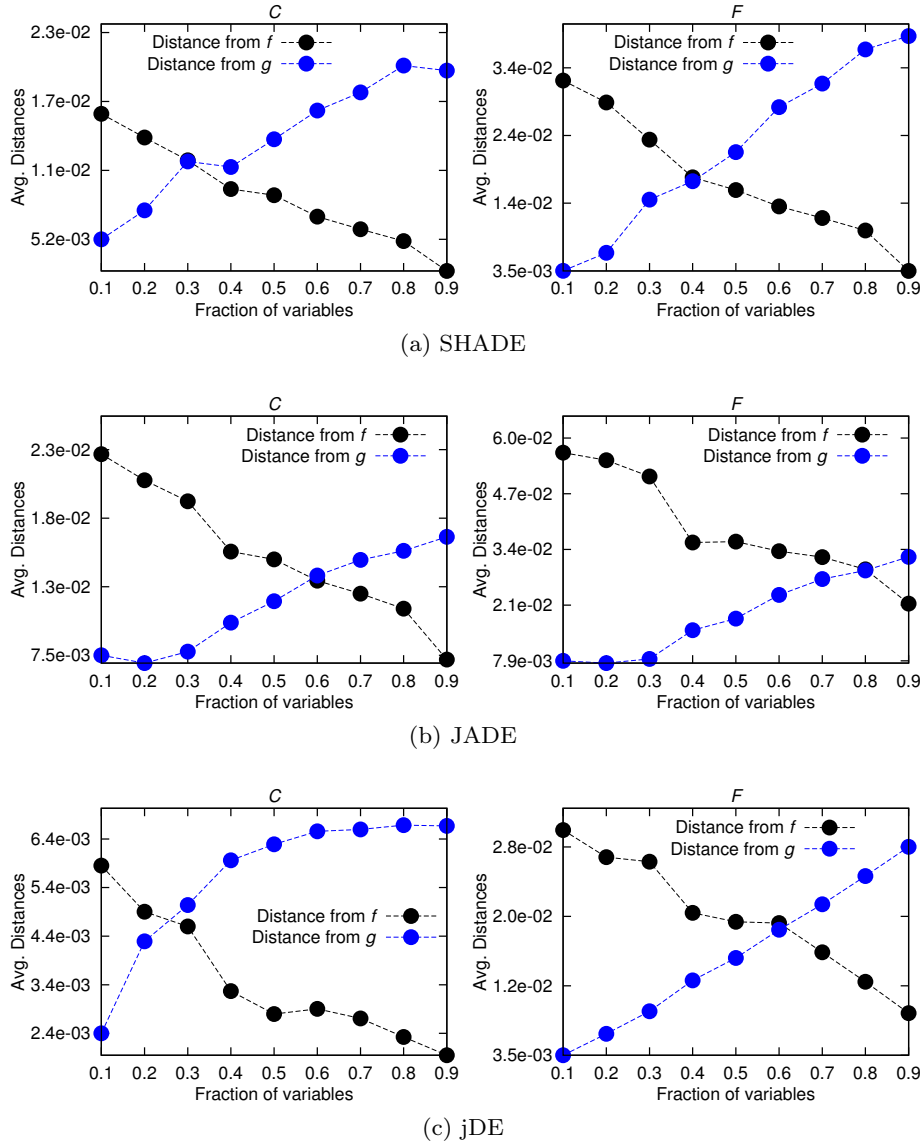 C
Avg. Distances
2.3e-02
1.7e-02
1.1e-02
5.2e-03
Distance from f
Distance from g
0.1 0.2 0.3 0.4 0.5 0.6 0.7 0.8 0.9
Fraction of variables
F
Avg. Distances
3.4e-02
2.4e-02
1.4e-02
3.5e-03
Distance from f
Distance from g
0.1 0.2 0.3 0.4 0.5 0.6 0.7 0.8 0.9
Fraction of variables
(a) SHADE
C
Avg. Distances
2.3e-02
1.8e-02
1.3e-02
7.5e-03
Distance from f
Distance from g
0.1 0.2 0.3 0.4 0.5 0.6 0.7 0.8 0.9
Fraction of variables
F
Avg. Distances
6.0e-02
4.7e-02
3.4e-02
2.1e-02
7.9e-03
Distance from f
Distance from g
0.1 0.2 0.3 0.4 0.5 0.6 0.7 0.8 0.9
Fraction of variables
(b) JADE
C
Avg. Distances
6.4e-03
5.4e-03
4.4e-03
3.4e-03
2.4e-03
Distance from f
Distance from g
0.1 0.2 0.3 0.4 0.5 0.6 0.7 0.8 0.9
Fraction of variables
F
Avg. Distances
2.8e-02
2.0e-02
1.2e-02
3.5e-03
Distance from f
Distance from g
0.1 0.2 0.3 0.4 0.5 0.6 0.7 0.8 0.9
Fraction of variables
(c) jDE